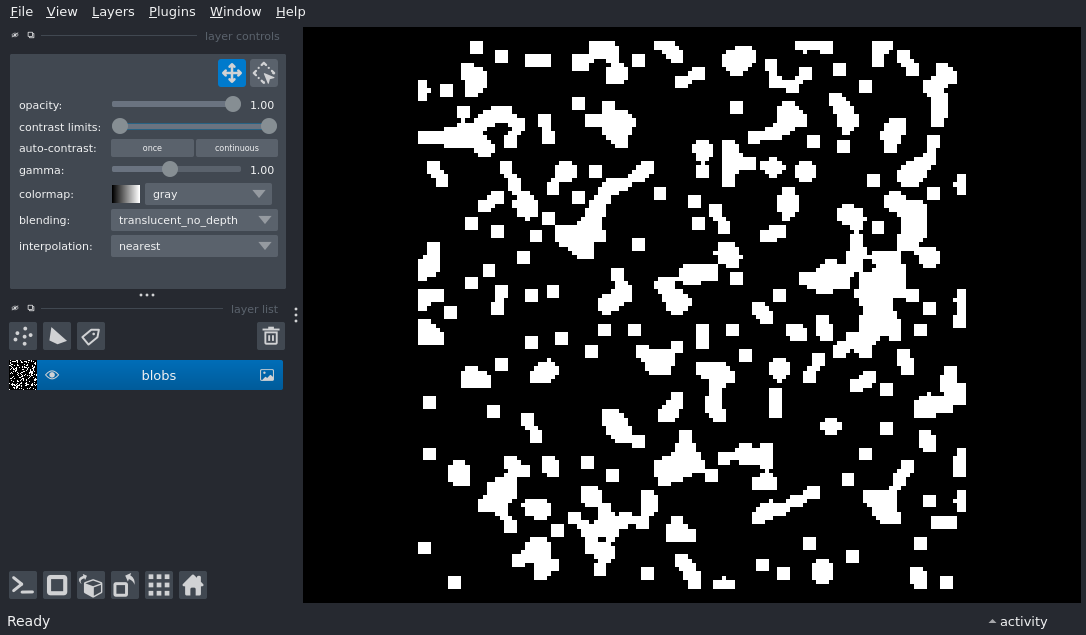 File View Layers Plugins Window Help
layer controls
opacity: 1.00
contrast limits:
auto-contrast: once continuous
gamma: 1.00
colormap: gray
blending: translucent_no_depth
interpolation: nearest
layer list
blobs
Ready
activity